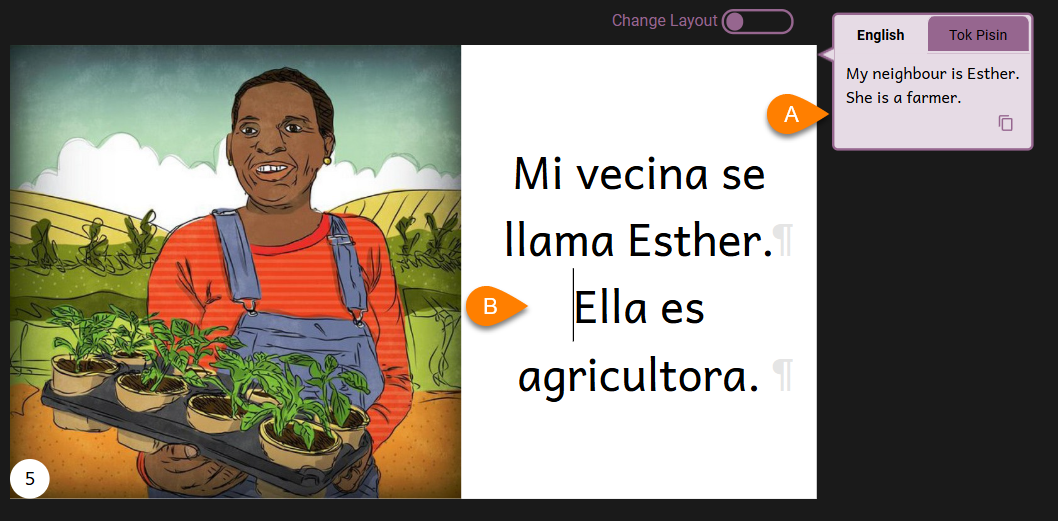 Change Layout
English
Tok Pisin
My neighbour is Esther.
She is a farmer.
A
Mi vecina se
llama Esther.¶
B
Ella es
agricultora. ¶
5